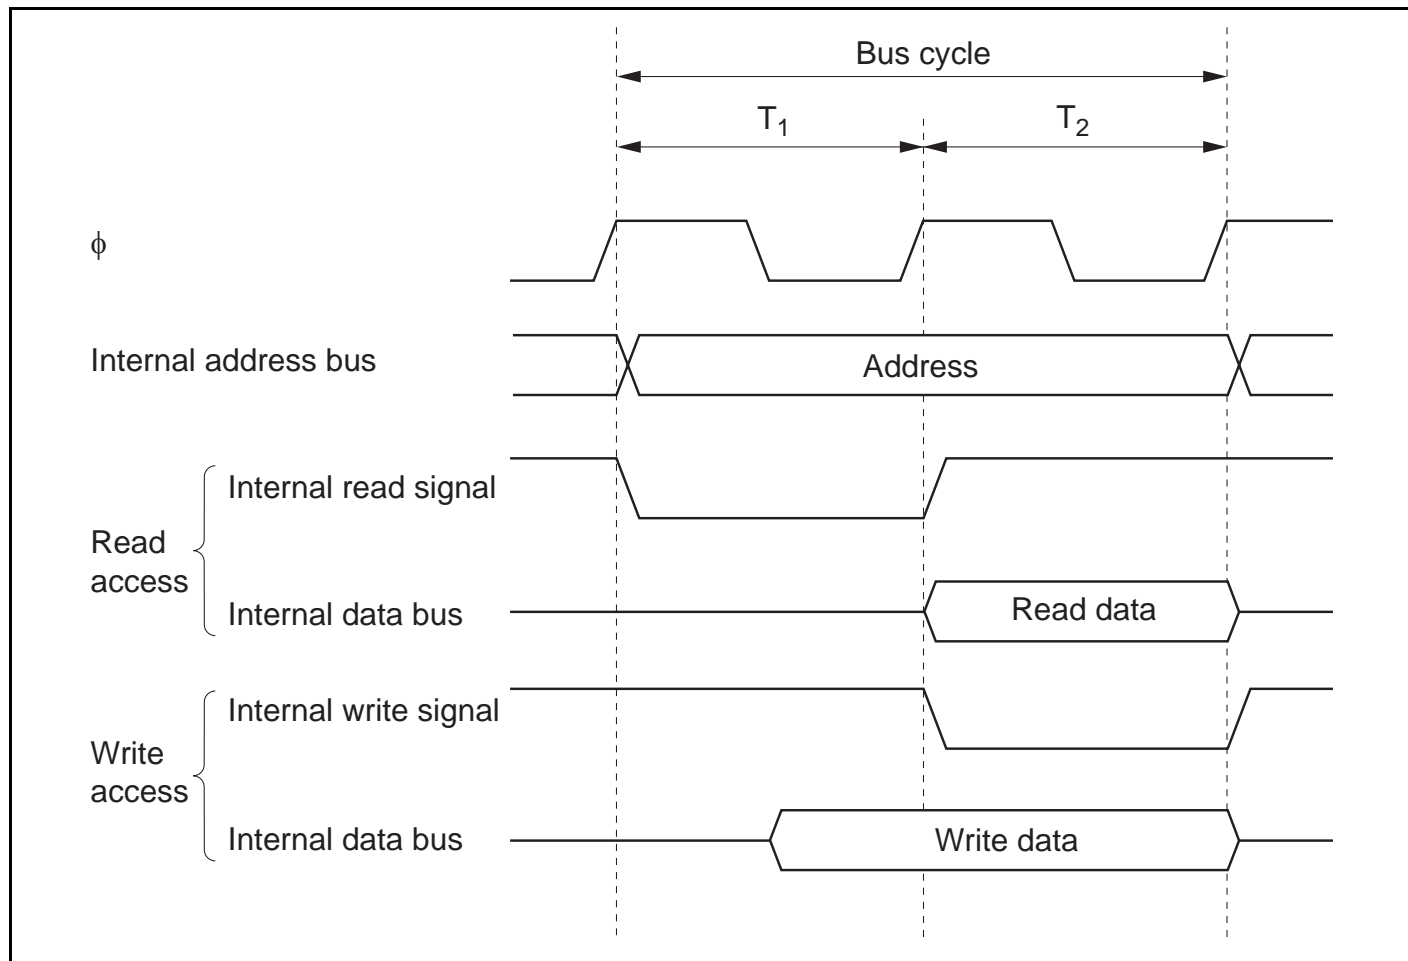 Bus cycle
T1 T2
ϕ
Internal address bus
Address
Read
access
Internal read signal
Internal data bus
Read data
Write
access
Internal write signal
Internal data bus
Write data